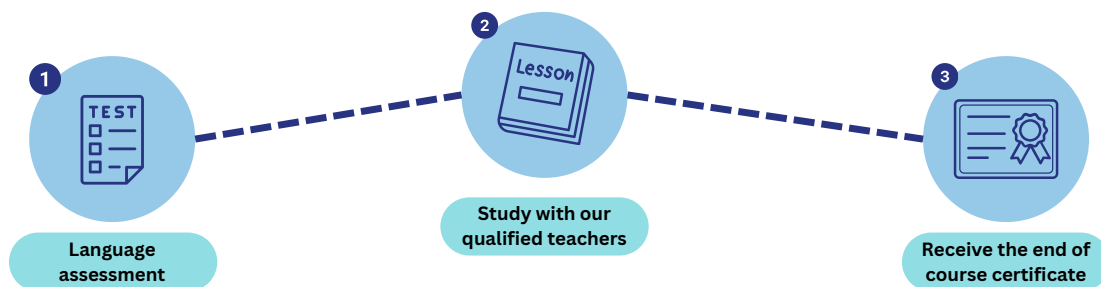 1
TEST
Language
assessment
2
Lesson
Study with our
qualified teachers
3
Receive the end of
course certificate